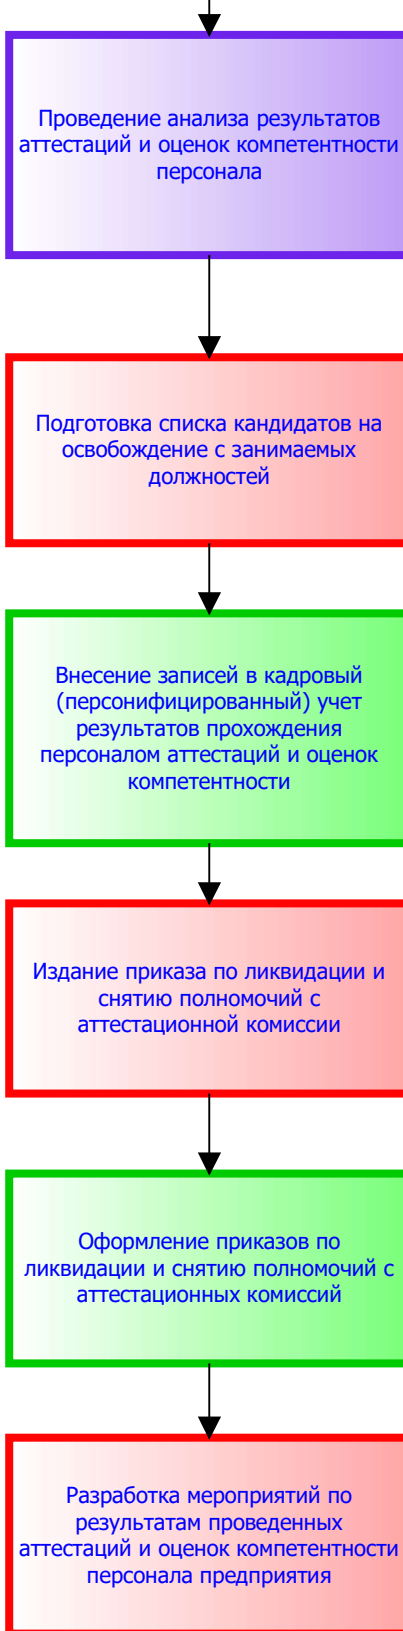 Проведение анализа результатов
аттестаций и оценок компетентности
персонала
Подготовка списка кандидатов на
освобождение с занимаемых
должностей
Внесение записей в кадровый
(персонифицированный) учет
результатов прохождения
персоналом аттестаций и оценок
компетентности
Издание приказа по ликвидации и
снятию полномочий с
аттестационной комиссии
Оформление приказов по
ликвидации и снятию полномочий с
аттестационных комиссий
Разработка мероприятий по
результатам проведенных
аттестаций и оценок компетентности
персонала предприятия